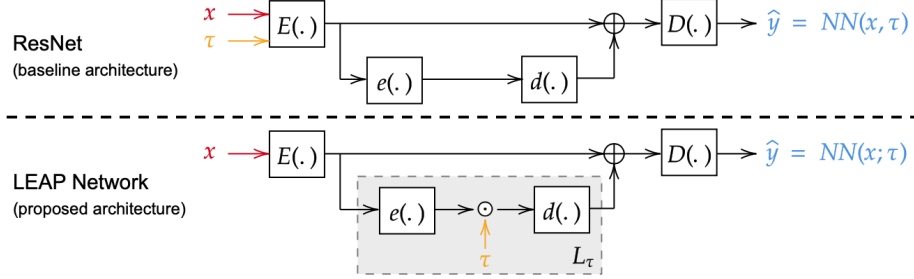 x
τ
E(.)
D(.)
ŷ = NN(x, τ)
ResNet
(baseline architecture)
e(.)
d(.)
x
E(.)
D(.)
ŷ = NN(x; τ)
LEAP Network
(proposed architecture)
e(.)
d(.)
τ
L_τ